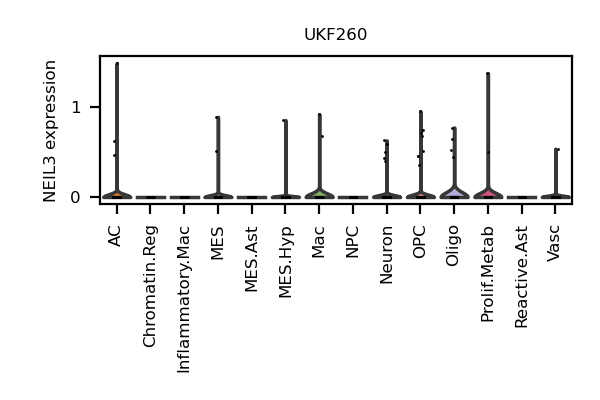 UKF260
NEIL3 expression
1
0
AC
Chromatin.Reg
Inflammatory.Mac
MES
MES.Ast
MES.Hyp
Mac
NPC
Neuron
OPC
Oligo
Prolif.Metab
Reactive.Ast
Vasc